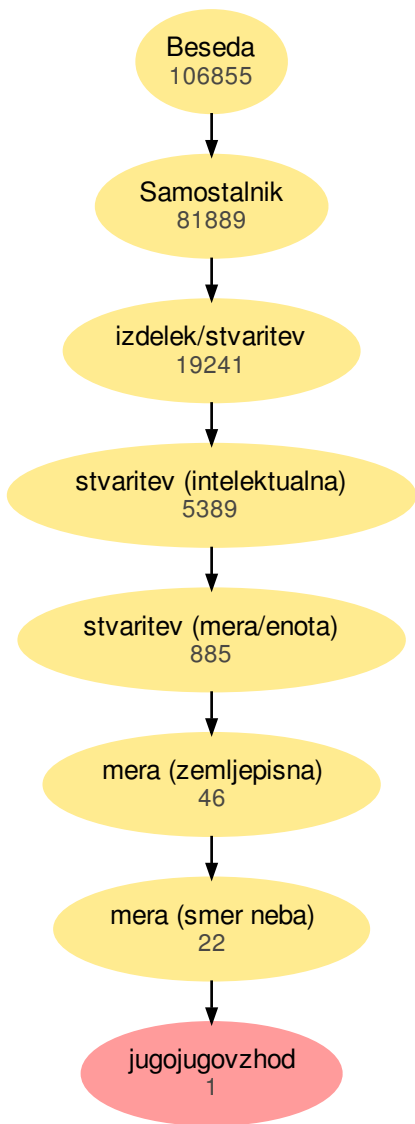 Beseda
106855
Samostalnik
81889
izdelek/stvaritev
19241
stvaritev (intelektualna)
5389
stvaritev (mera/enota)
885
mera (zemljepisna)
46
mera (smer neba)
22
jugojugovzhod
1